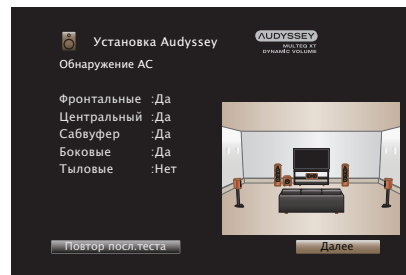 Установка Audyssey
AUDYSSEY
MULTEQ XT
DYNAMIC VOLUME
Обнаружение АС
Фронтальные :Да
Центральный :Да
Сабвуфер :Да
Боковые :Да
Тыловые :Нет
Повтор посл.теста
Далее